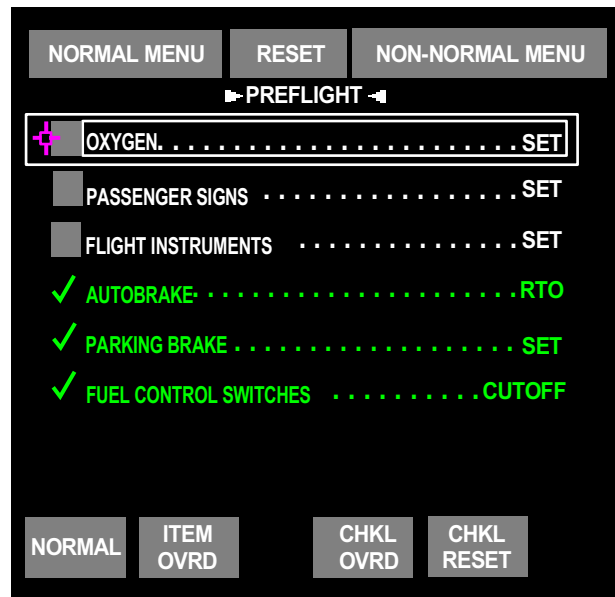 NORMAL MENU RESET NON-NORMAL MENU
PREFLIGHT
OXYGEN. . . . . . . . . . . . . . . . . . . . . . . . SET
PASSENGER SIGNS . . . . . . . . . . . . . . . . . . SET
FLIGHT INSTRUMENTS . . . . . . . . . . . . . . . SET
AUTOBRAKE. . . . . . . . . . . . . . . . . . . . . . RTO
PARKING BRAKE . . . . . . . . . . . . . . . . . . . SET
FUEL CONTROL SWITCHES . . . . . . . . . . CUTOFF
NORMAL ITEM OVRD CHKL OVRD CHKL RESET